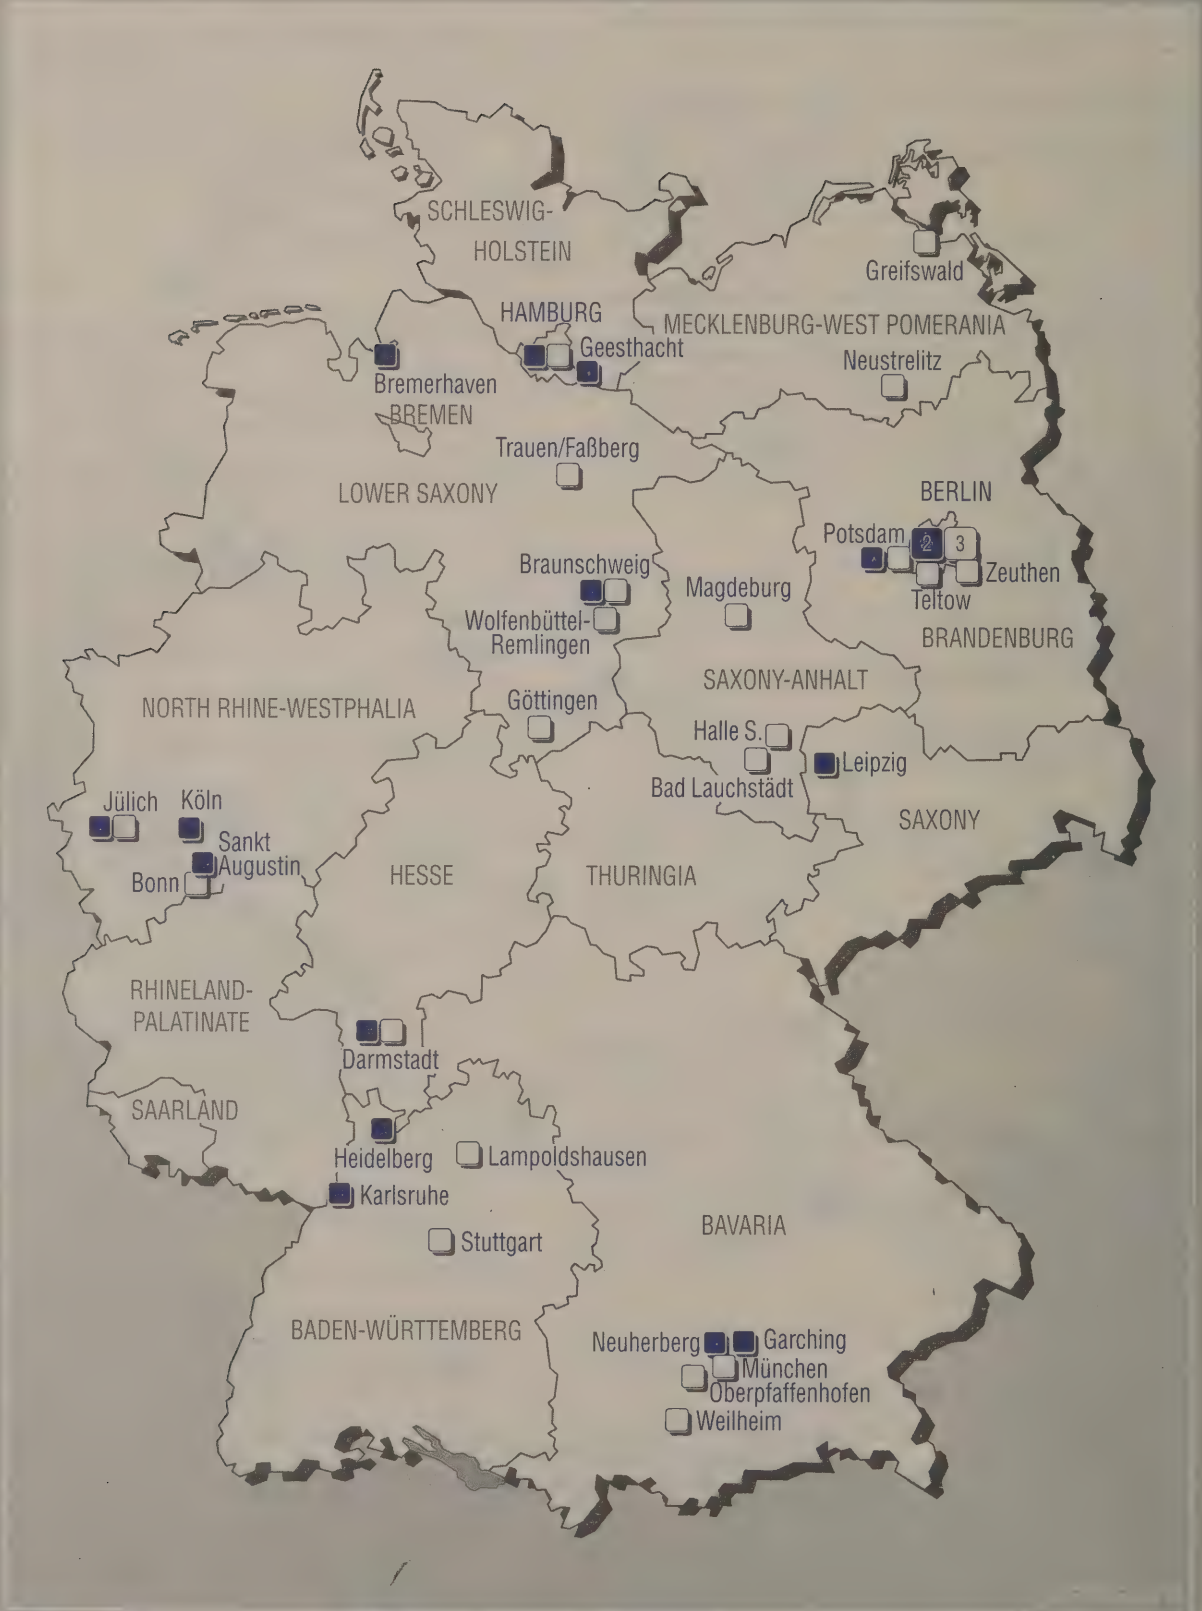 SCHLESWIG-
HOLSTEIN
Greifswald
HAMBURG
MECKLENBURG-WEST POMERANIA
Geesthacht
Neustrelitz
Bremerhaven
BREMEN
Trauen/Faßberg
LOWER SAXONY
BERLIN
Potsdam
2
3
Braunschweig
Zeuthen
Magdeburg
Teltow
Wolfenbüttel-
Remlingen
BRANDENBURG
SAXONY-ANHALT
NORTH RHINE-WESTPHALIA
Göttingen
Halle S.
Leipzig
Bad Lauchstädt
Jülich
Köln
SAXONY
Sankt
Augustin
Bonn
HESSE
THURINGIA
RHINELAND-
PALATINATE
Darmstadt
SAARLAND
Heidelberg
Lampoldshausen
Karlsruhe
BAVARIA
Stuttgart
BADEN-WÜRTTEMBERG
Neuherberg
Garching
München
Oberpfaffenhofen
Weilheim